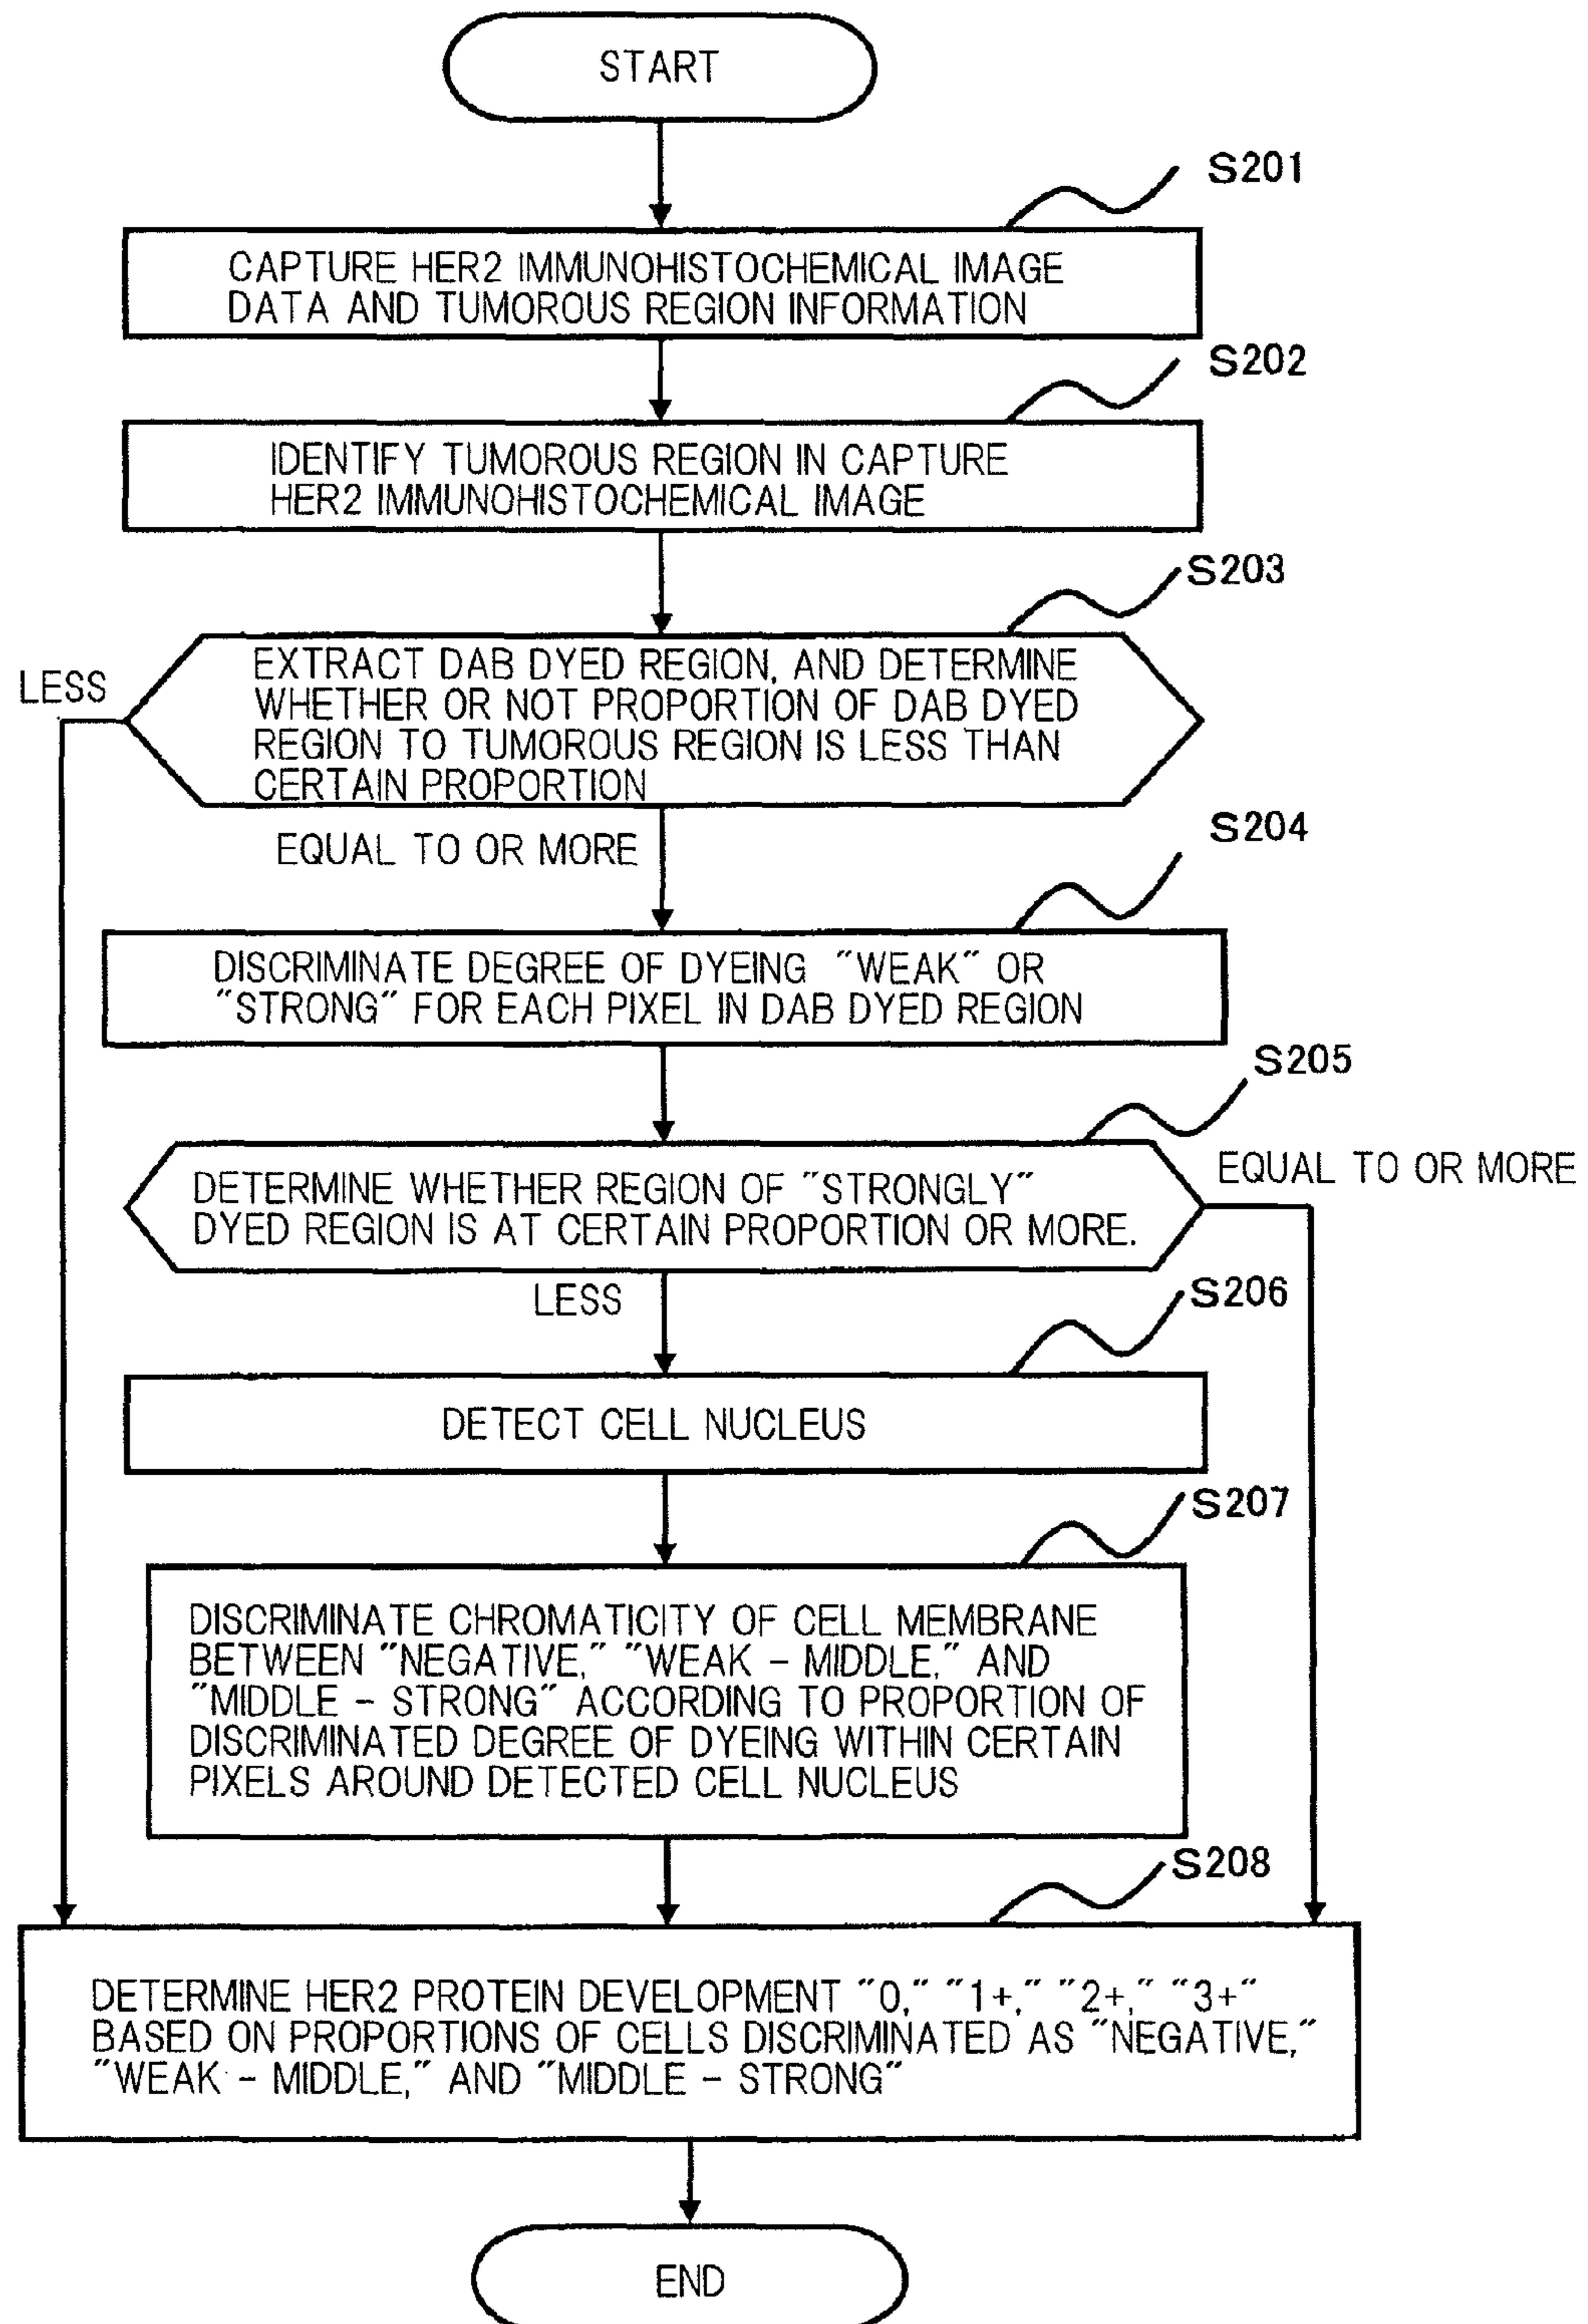 START
S201
CAPTURE HER2 IMMUNOHISTOCHEMICAL IMAGE
DATA AND TUMOROUS REGION INFORMATION
S202
IDENTIFY TUMOROUS REGION IN CAPTURE
HER2 IMMUNOHISTOCHEMICAL IMAGE
S203
LESS
EXTRACT DAB DYED REGION, AND DETERMINE
WHETHER OR NOT PROPORTION OF DAB DYED
REGION TO TUMOROUS REGION IS LESS THAN
CERTAIN PROPORTION
EQUAL TO OR MORE
S204
DISCRIMINATE DEGREE OF DYEING "WEAK" OR
"STRONG" FOR EACH PIXEL IN DAB DYED REGION
S205
EQUAL TO OR MORE
DETERMINE WHETHER REGION OF "STRONGLY"
DYED REGION IS AT CERTAIN PROPORTION OR MORE.
LESS
S206
DETECT CELL NUCLEUS
S207
DISCRIMINATE CHROMATICITY OF CELL MEMBRANE
BETWEEN "NEGATIVE," "WEAK - MIDDLE," AND
"MIDDLE - STRONG" ACCORDING TO PROPORTION OF
DISCRIMINATED DEGREE OF DYEING WITHIN CERTAIN
PIXELS AROUND DETECTED CELL NUCLEUS
S208
DETERMINE HER2 PROTEIN DEVELOPMENT "0," "1+," "2+," "3+"
BASED ON PROPORTIONS OF CELLS DISCRIMINATED AS "NEGATIVE,"
"WEAK - MIDDLE," AND "MIDDLE - STRONG"
END